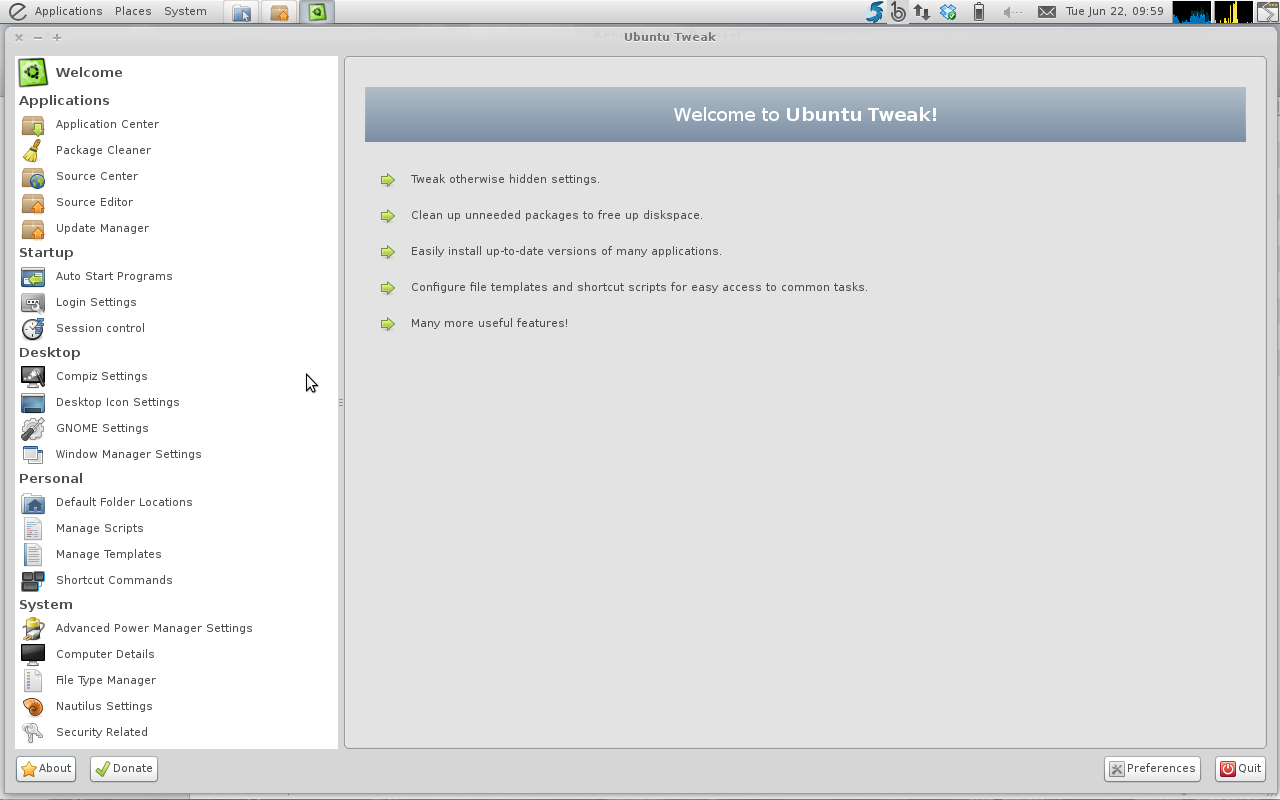 Applications Places System Tue Jun 22, 09:59
Ubuntu Tweak
Welcome
Applications
Application Center
Package Cleaner
Source Center
Source Editor
Update Manager
Startup
Auto Start Programs
Login Settings
Session control
Desktop
Compiz Settings
Desktop Icon Settings
GNOME Settings
Window Manager Settings
Personal
Default Folder Locations
Manage Scripts
Manage Templates
Shortcut Commands
System
Advanced Power Manager Settings
Computer Details
File Type Manager
Nautilus Settings
Security Related
Welcome to Ubuntu Tweak!
Tweak otherwise hidden settings.
Clean up unneeded packages to free up diskspace.
Easily install up-to-date versions of many applications.
Configure file templates and shortcut scripts for easy access to common tasks.
Many more useful features!
About Donate Preferences Quit